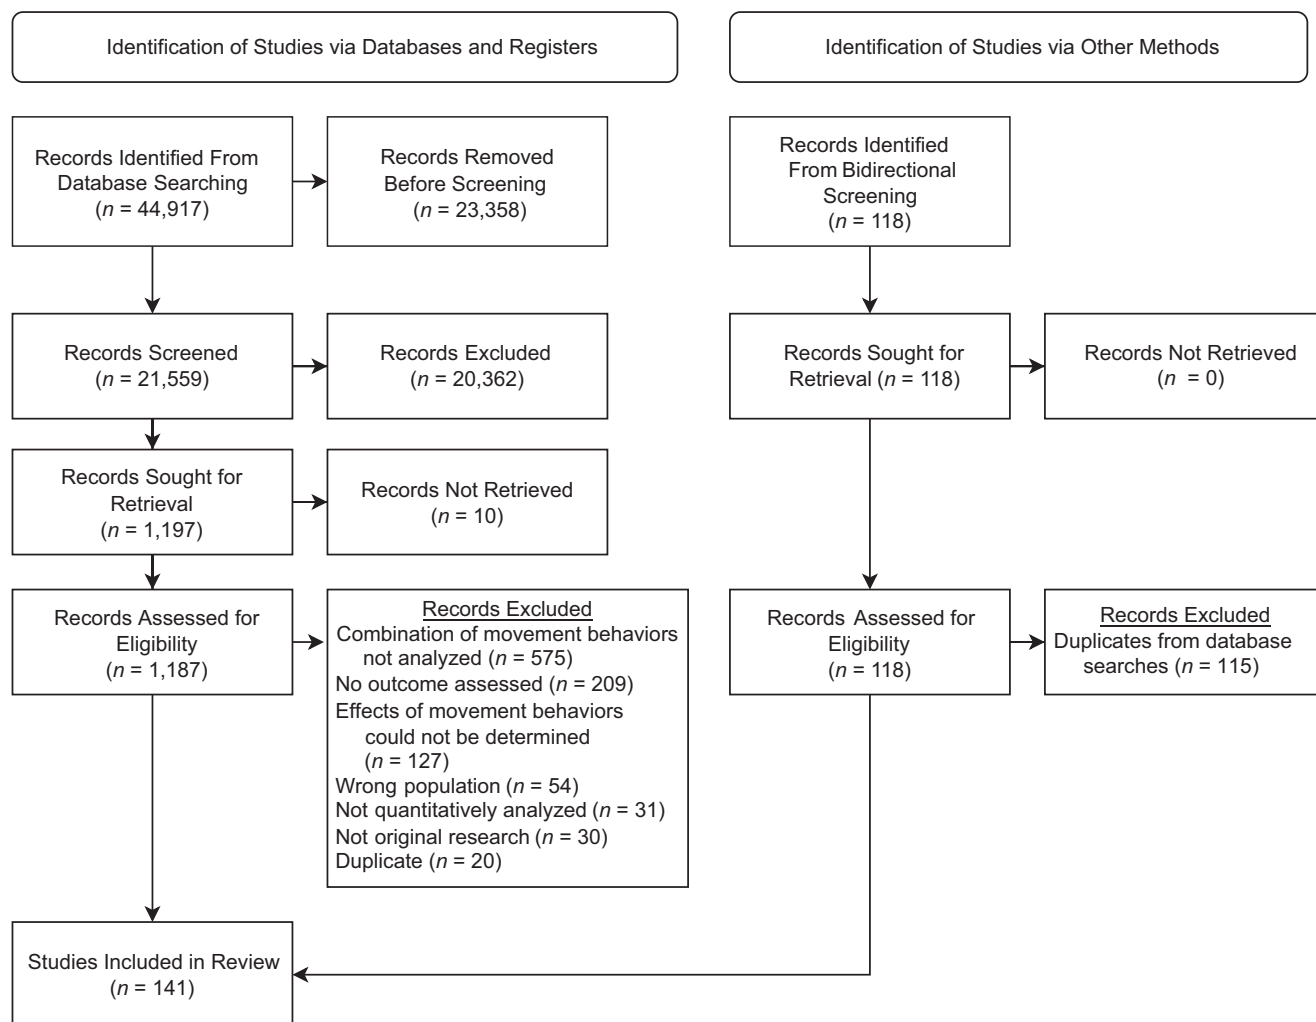 Identification of Studies via Databases and Registers
Identification of Studies via Other Methods
Records Identified From
Database Searching
(n = 44,917)
Records Removed
Before Screening
(n = 23,358)
Records Identified
From Bidirectional
Screening
(n = 118)
Records Screened
(n = 21,559)
Records Excluded
(n = 20,362)
Records Sought for
Retrieval (n = 118)
Records Not Retrieved
(n = 0)
Records Sought for
Retrieval
(n = 1,197)
Records Not Retrieved
(n = 10)
Records Assessed for
Eligibility
(n = 1,187)
Records Excluded
Combination of movement behaviors
not analyzed (n = 575)
No outcome assessed (n = 209)
Effects of movement behaviors
could not be determined
(n = 127)
Wrong population (n = 54)
Not quantitatively analyzed (n = 31)
Not original research (n = 30)
Duplicate (n = 20)
Records Assessed for
Eligibility
(n = 118)
Records Excluded
Duplicates from database
searches (n = 115)
Studies Included in Review
(n = 141)